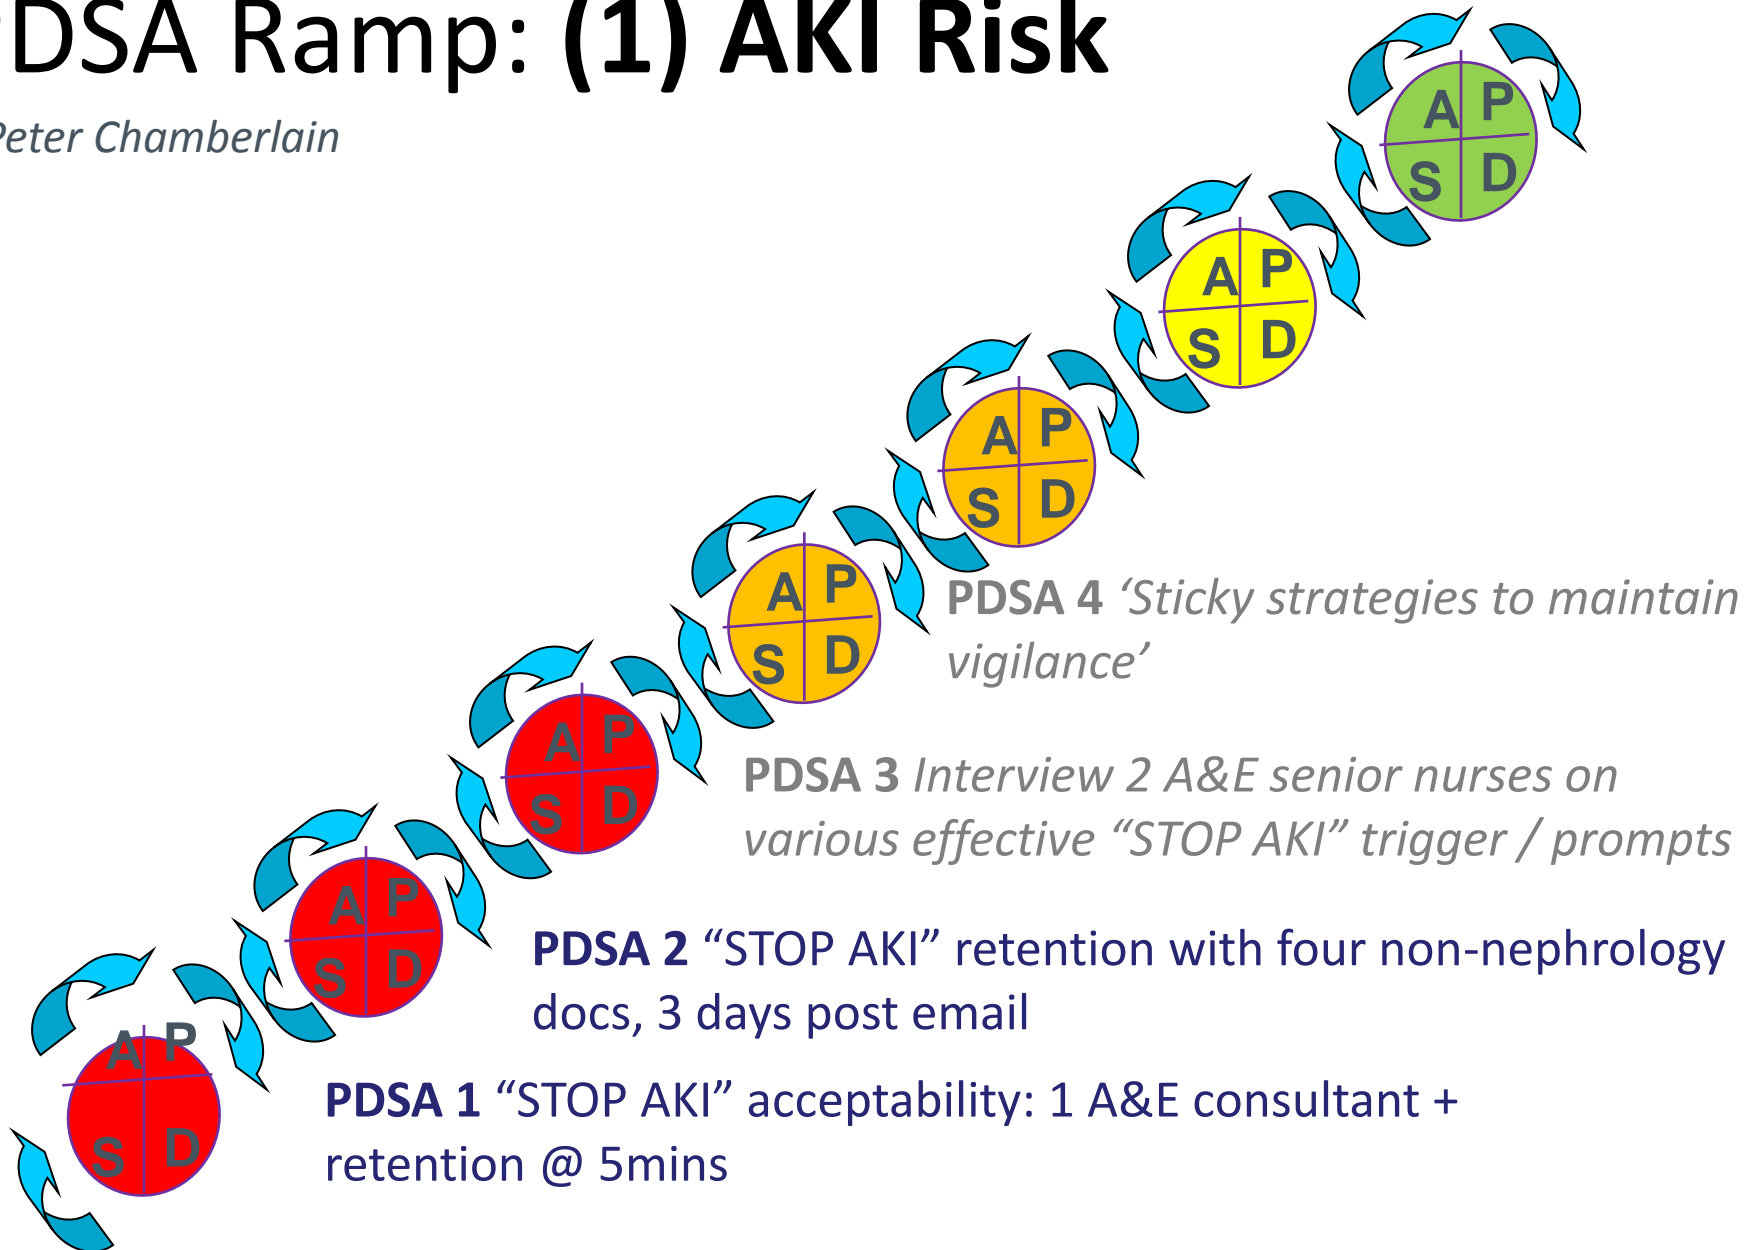 DSA Ramp: (1) AKI Risk
Peter Chamberlain
A P
S D
A P
S D
A P
S D
A P
S D
PDSA 4 ‘Sticky strategies to maintain
vigilance’
A P
S D
PDSA 3 Interview 2 A&E senior nurses on
various effective “STOP AKI” trigger / prompts
A P
S D
PDSA 2 “STOP AKI” retention with four non-nephrology
docs, 3 days post email
A P
S D
PDSA 1 “STOP AKI” acceptability: 1 A&E consultant +
retention @ 5mins